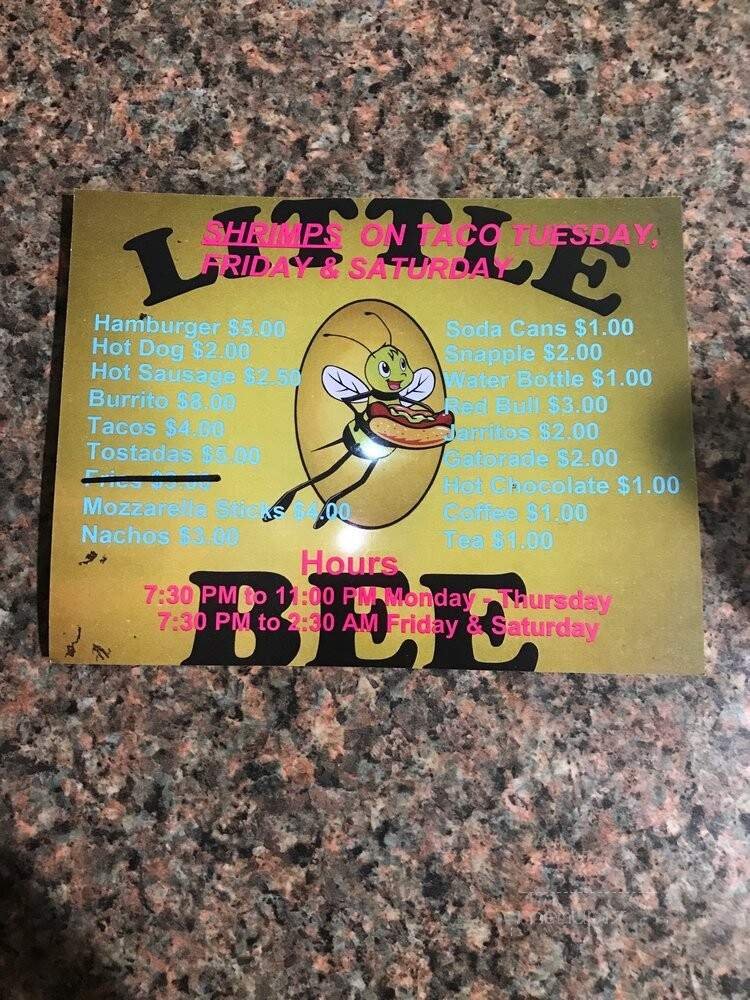 LITTLE
SHRIMPS ON TACO TUESDAY,
FRIDAY & SATURDAY
Hamburger $5.00
Hot Dog $2.00
Hot Sausage $2.50
Burrito $8.00
Tacos $4.00
Tostadas $5.00
Fries $3.00
Mozzarella Sticks $4.00
Nachos $3.00
Soda Cans $1.00
Snapple $2.00
Water Bottle $1.00
Red Bull $3.00
Jarritos $2.00
Gatorade $2.00
Hot Chocolate $1.00
Coffee $1.00
Tea $1.00
Hours
7:30 PM to 11:00 PM Monday - Thursday
7:30 PM to 2:30 AM Friday & Saturday
BEE